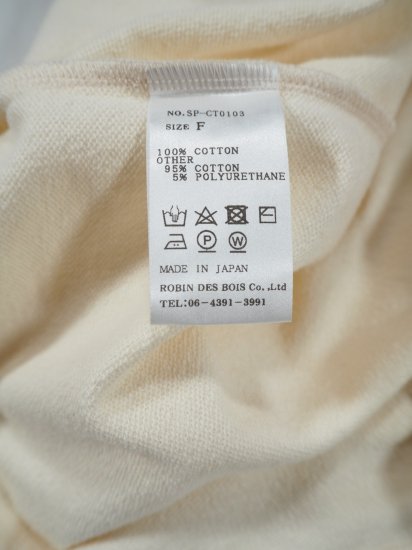 NO.SP-CT0103
SIZE F
100% COTTON
OTHER
95% COTTON
5% POLYURETHANE
P
W
MADE IN JAPAN
ROBIN DES BOIS Co.,Ltd
TEL:06-4391-3991